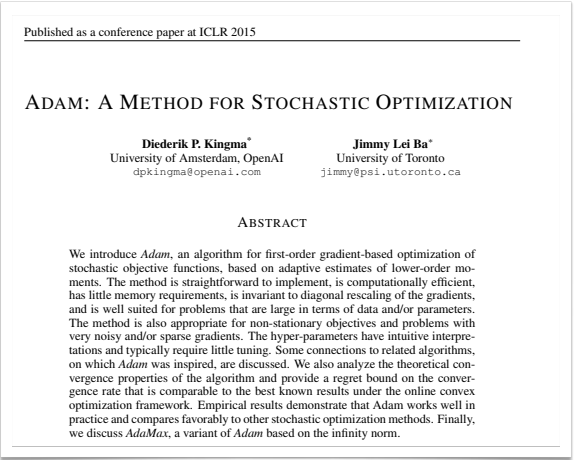 Published as a conference paper at ICLR 2015
ADAM: A METHOD FOR STOCHASTIC OPTIMIZATION
Diederik P. Kingma* Jimmy Lei Ba*
University of Amsterdam, OpenAI University of Toronto
dpkingma@openai.com jimmy@psi.utoronto.ca
ABSTRACT
We introduce Adam, an algorithm for first-order gradient-based optimization of
stochastic objective functions, based on adaptive estimates of lower-order mo-
ments. The method is straightforward to implement, is computationally efficient,
has little memory requirements, is invariant to diagonal rescaling of the gradients,
and is well suited for problems that are large in terms of data and/or parameters.
The method is also appropriate for non-stationary objectives and problems with
very noisy and/or sparse gradients. The hyper-parameters have intuitive interpre-
tations and typically require little tuning. Some connections to related algorithms,
on which Adam was inspired, are discussed. We also analyze the theoretical con-
vergence properties of the algorithm and provide a regret bound on the conver-
gence rate that is comparable to the best known results under the online convex
optimization framework. Empirical results demonstrate that Adam works well in
practice and compares favorably to other stochastic optimization methods. Finally,
we discuss AdaMax, a variant of Adam based on the infinity norm.